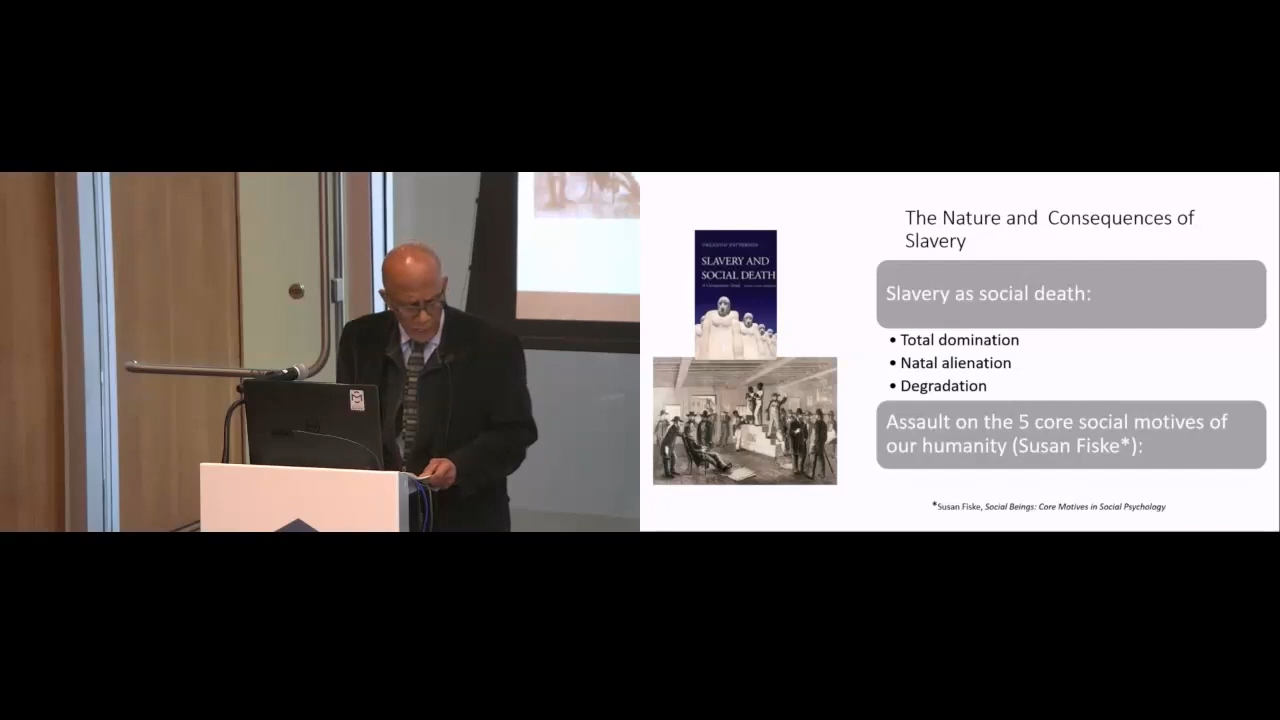 The Nature and  Consequences of
Slavery
ORLANDO PATTERSON
SLAVERY AND
SOCIAL DEATH
Slavery as social death:
• Total domination
• Natal alienation
• Degradation
Assault on the 5 core social motives of
our humanity (Susan Fiske*):
*Susan Fiske, Social Beings: Core Motives in Social Psychology